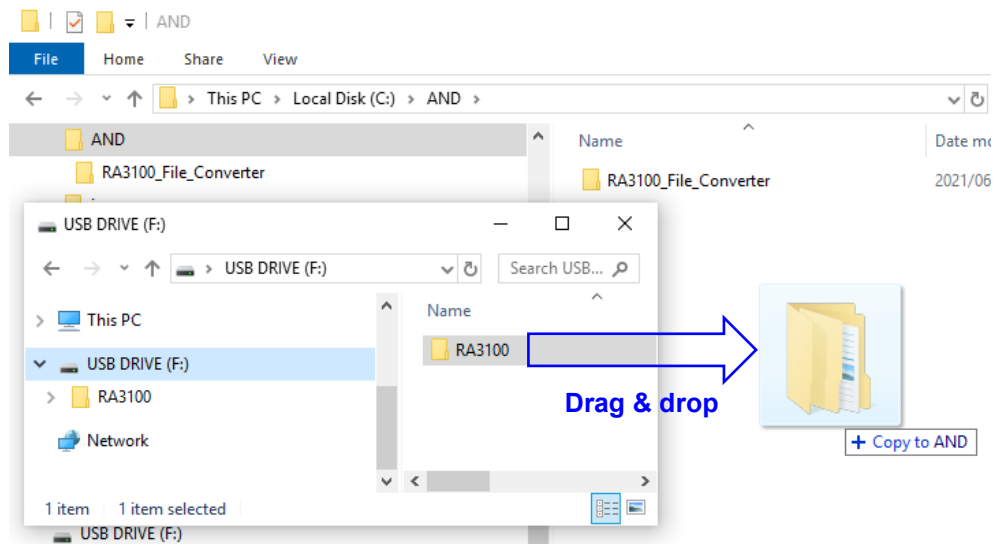 AND
File Home Share View
This PC > Local Disk (C:) > AND >
AND
RA3100_File_Converter
Name
Date mo
RA3100_File_Converter
2021/06
USB DRIVE (F:)
USB DRIVE (F:)
Search USB...
This PC
USB DRIVE (F:)
RA3100
Network
Name
RA3100
Drag & drop
+ Copy to AND
1 item 1 item selected
USB DRIVE (F:)